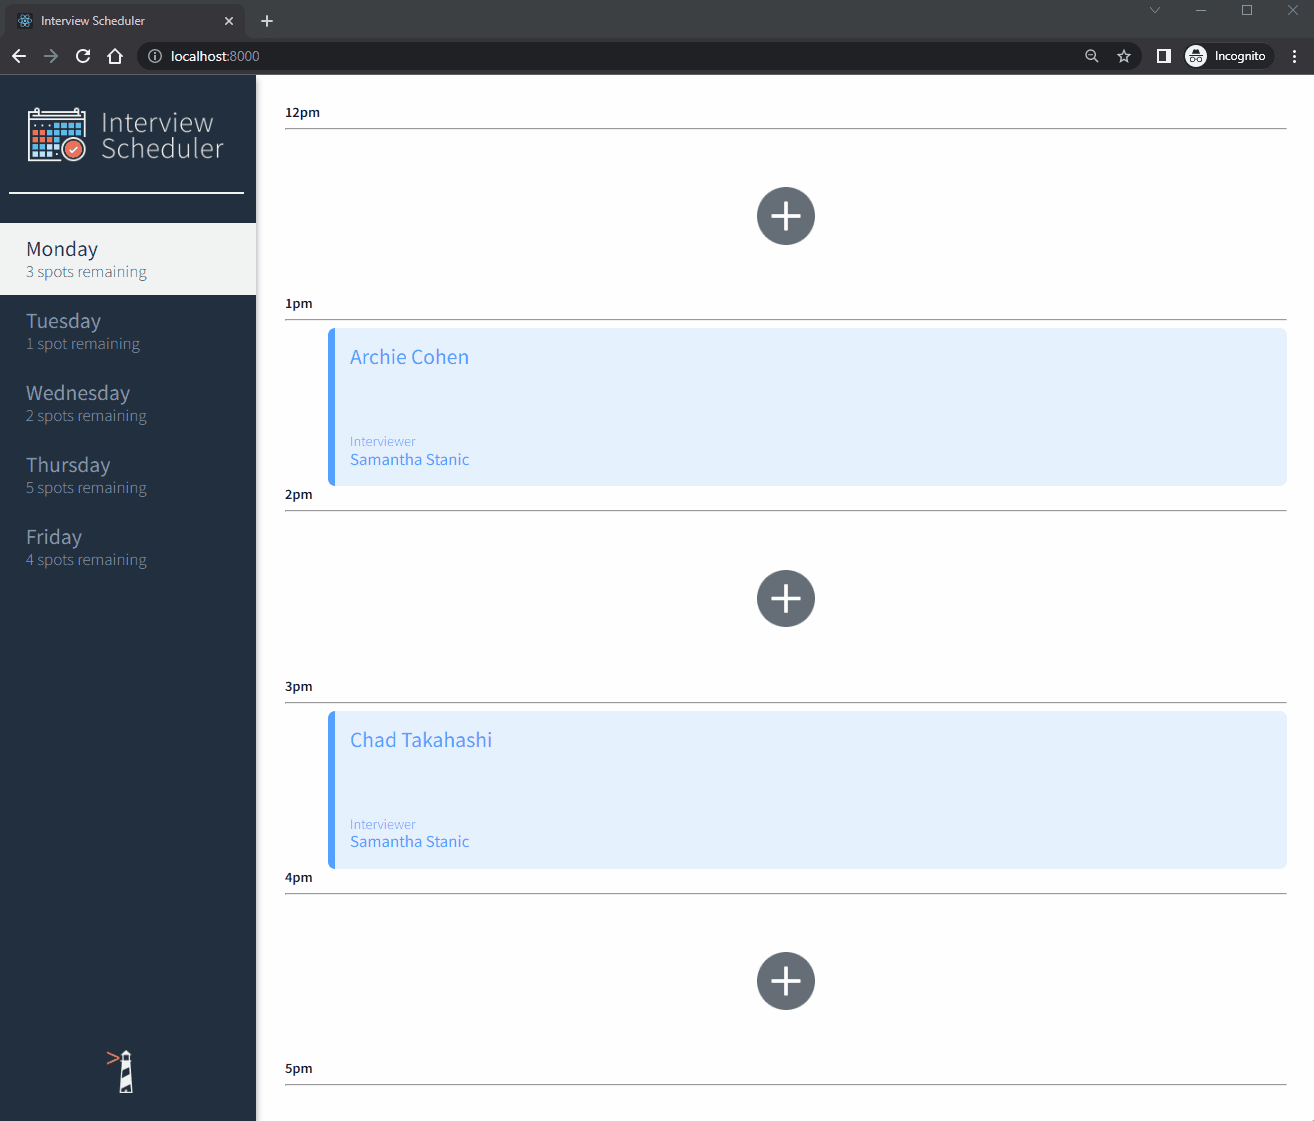 Interview Scheduler
localhost:8000
Incognito
Interview
Scheduler
Monday
3 spots remaining
Tuesday
1 spot remaining
Wednesday
2 spots remaining
Thursday
5 spots remaining
Friday
4 spots remaining
12pm
1pm
Archie Cohen
Interviewer
Samantha Stanic
2pm
3pm
Chad Takahashi
Interviewer
Samantha Stanic
4pm
5pm